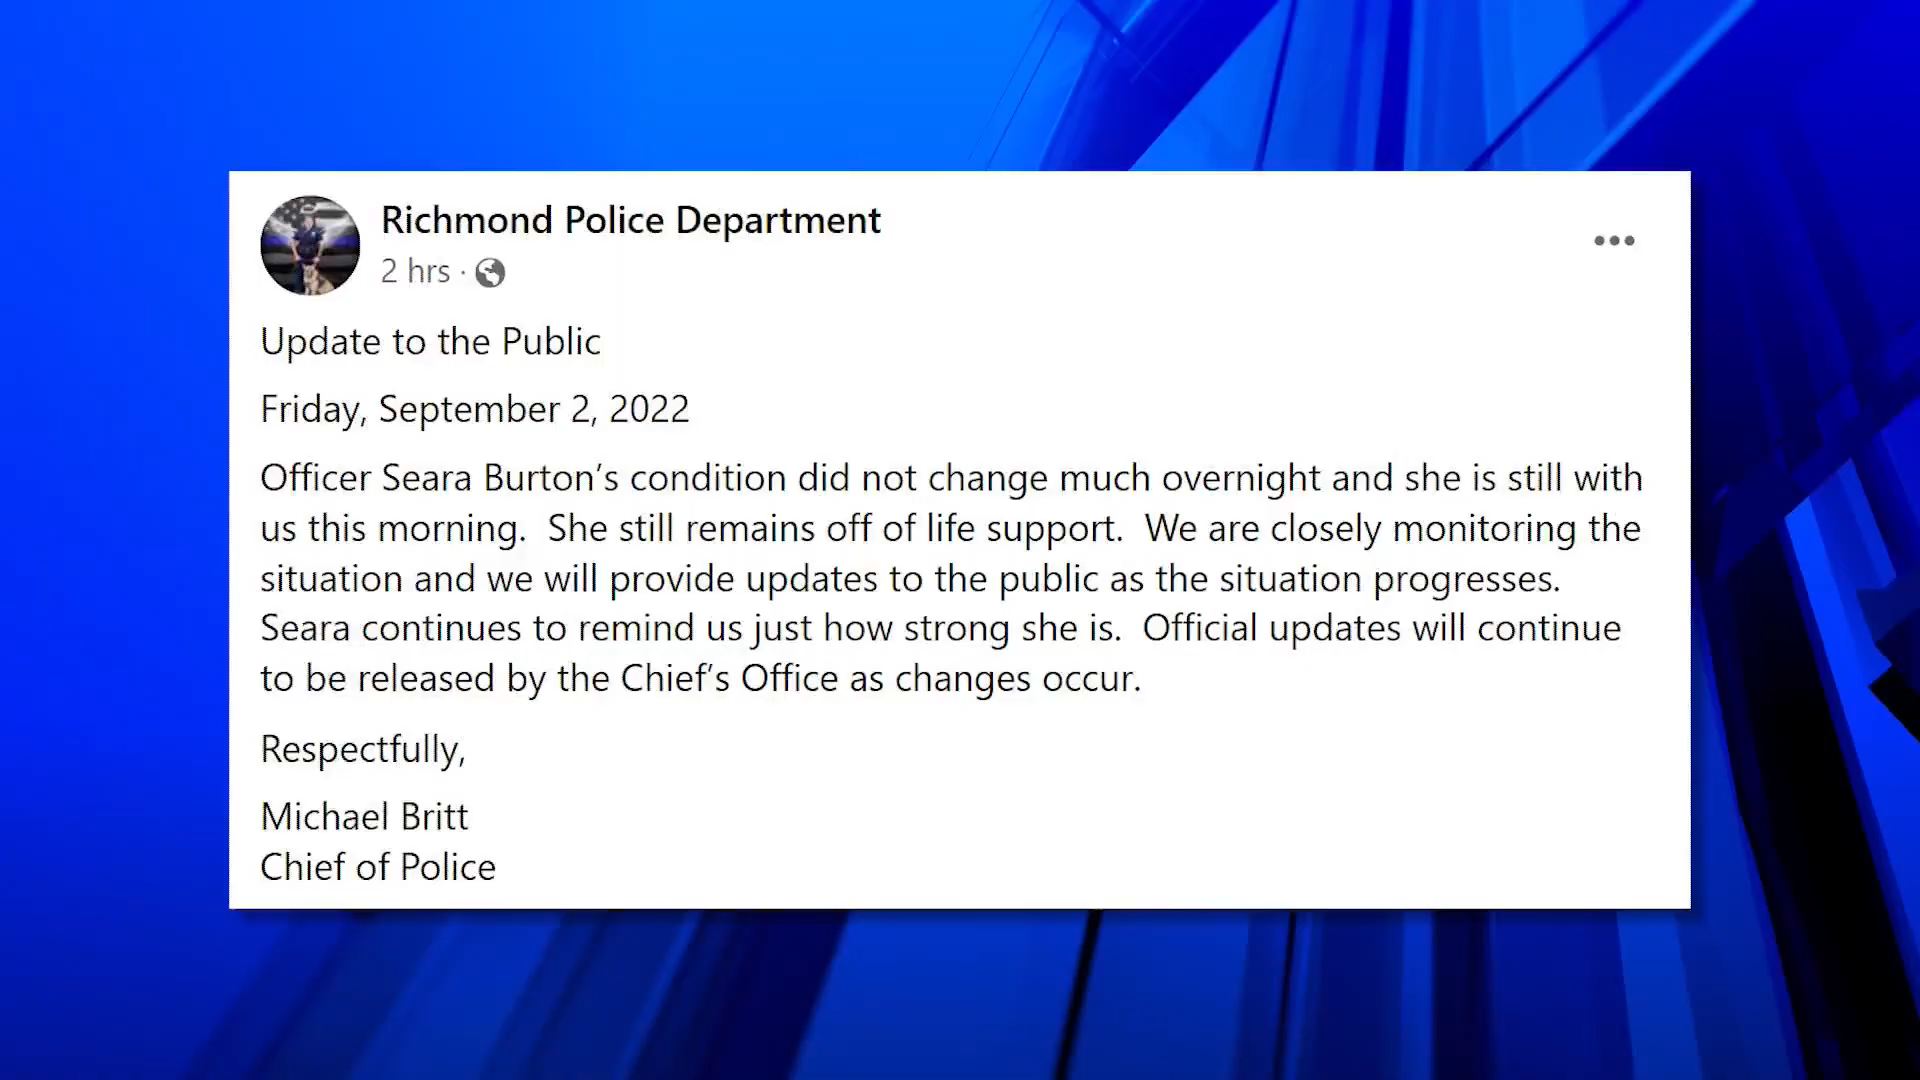 Richmond Police Department
2 hrs ·
Update to the Public
Friday, September 2, 2022
Officer Seara Burton’s condition did not change much overnight and she is still with
us this morning.  She still remains off of life support.  We are closely monitoring the
situation and we will provide updates to the public as the situation progresses.
Seara continues to remind us just how strong she is.  Official updates will continue
to be released by the Chief’s Office as changes occur.
Respectfully,
Michael Britt
Chief of Police